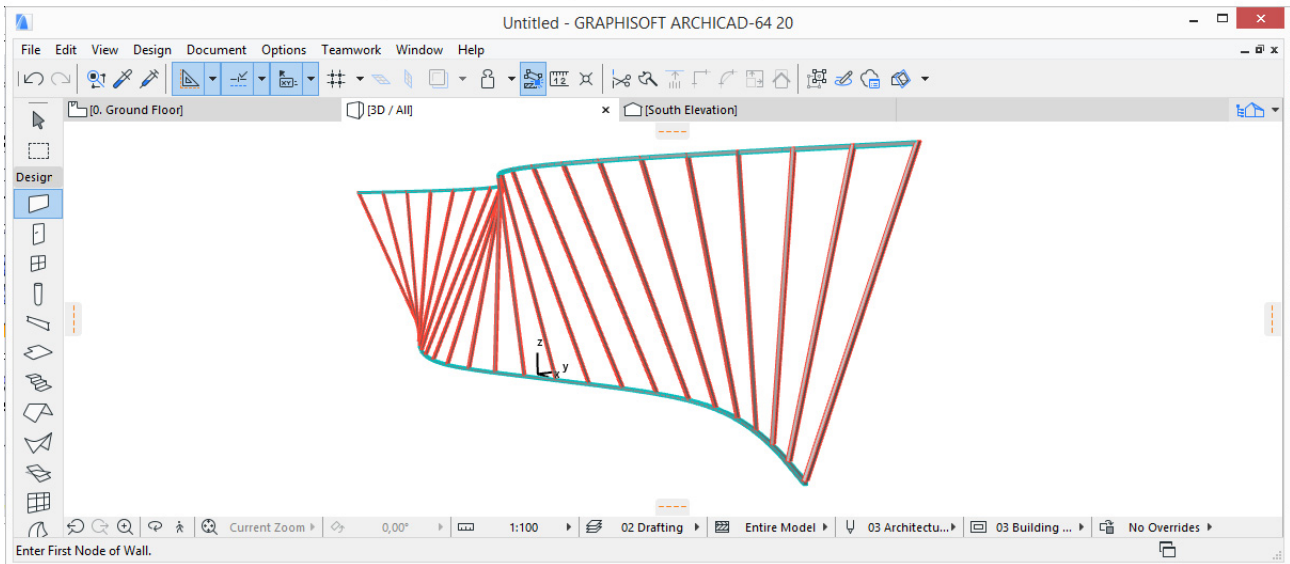 Untitled - GRAPHISOFT ARCHICAD-64 20
File Edit View Design Document Options Teamwork Window Help
[0. Ground Floor] [3D / All] [South Elevation]
Design
z
y
x
Current Zoom 0,00° 1:100 02 Drafting Entire Model 03 Architectu... 03 Building ... No Overrides
Enter First Node of Wall.